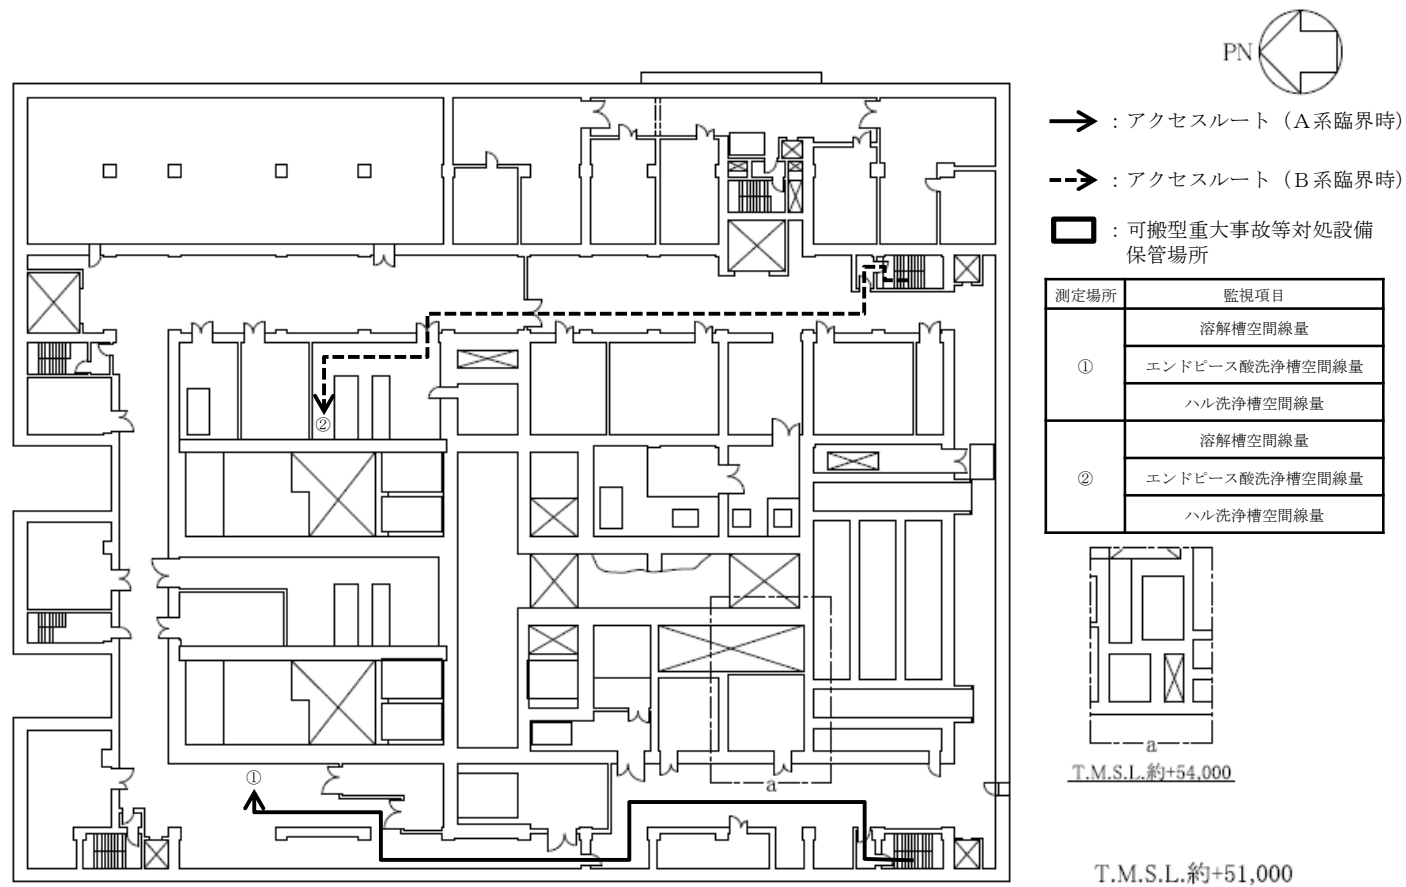 PN
：アクセスルート（A系臨界時）
：アクセスルート（B系臨界時）
：可搬型重大事故等対処設備
保管場所
測定場所 監視項目
① 溶解槽空間線量
エンドピース酸洗浄槽空間線量
ハル洗浄槽空間線量
② 溶解槽空間線量
エンドピース酸洗浄槽空間線量
ハル洗浄槽空間線量
②
①
a
a
T.M.S.L.約+54,000
T.M.S.L.約+51,000